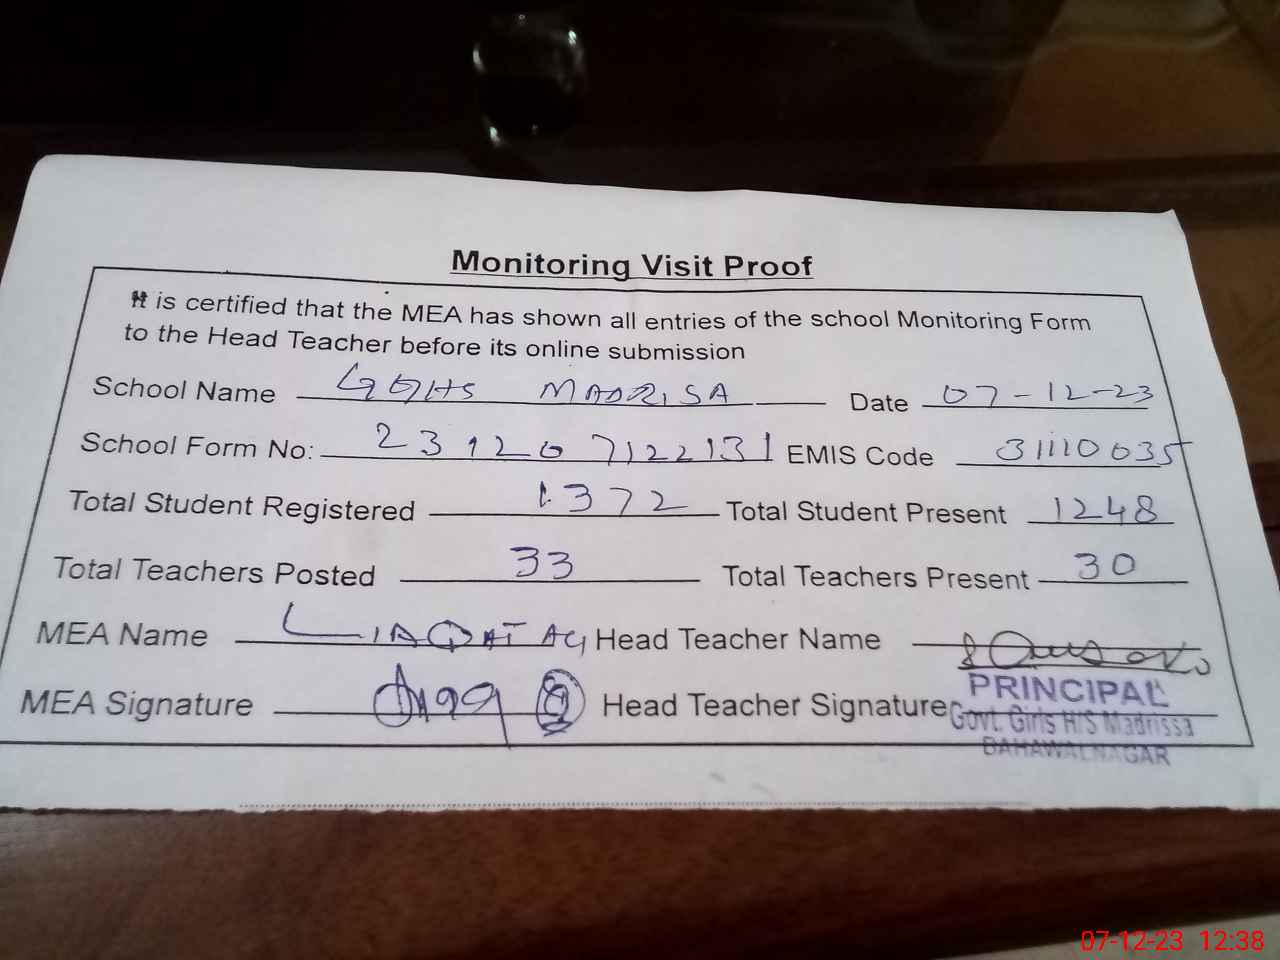 Monitoring Visit Proof
It is certified that the MEA has shown all entries of the school Monitoring Form
to the Head Teacher before its online submission
School Name GGHS MADRISA Date 07-12-23
School Form No: 231207122131 EMIS Code 31110035
Total Student Registered 1372 Total Student Present 1248
Total Teachers Posted 33 Total Teachers Present 30
MEA Name LIAQAT ALI Head Teacher Name
MEA Signature Head Teacher Signature
PRINCIPAL
Govt. Girls H/S Madrissa
BAHAWALNAGAR
07-12-23 12:38